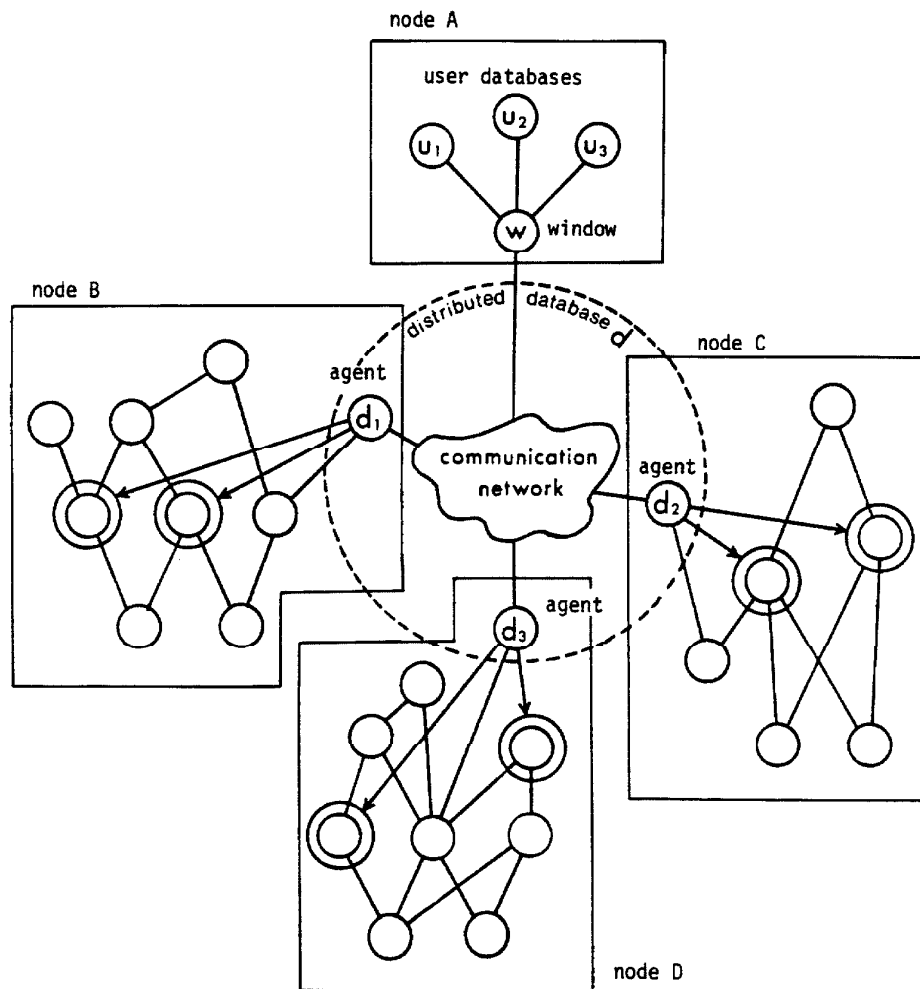 node A
user databases
u₁
u₂
u₃
w
window
node B
distributed database d
node C
agent
d₁
communication
network
agent
d₂
agent
d₃
node D